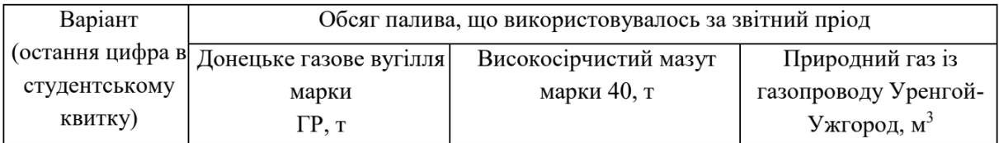 Варіант
(остання цифра в
студентському
квитку)
Обсяг палива, що використовувалось за звітний пріод
Донецьке газове вугілля
марки
ГР, т
Високосірчистий мазут
марки 40, т
Природний газ із
газопроводу Уренгой-
Ужгород, м³